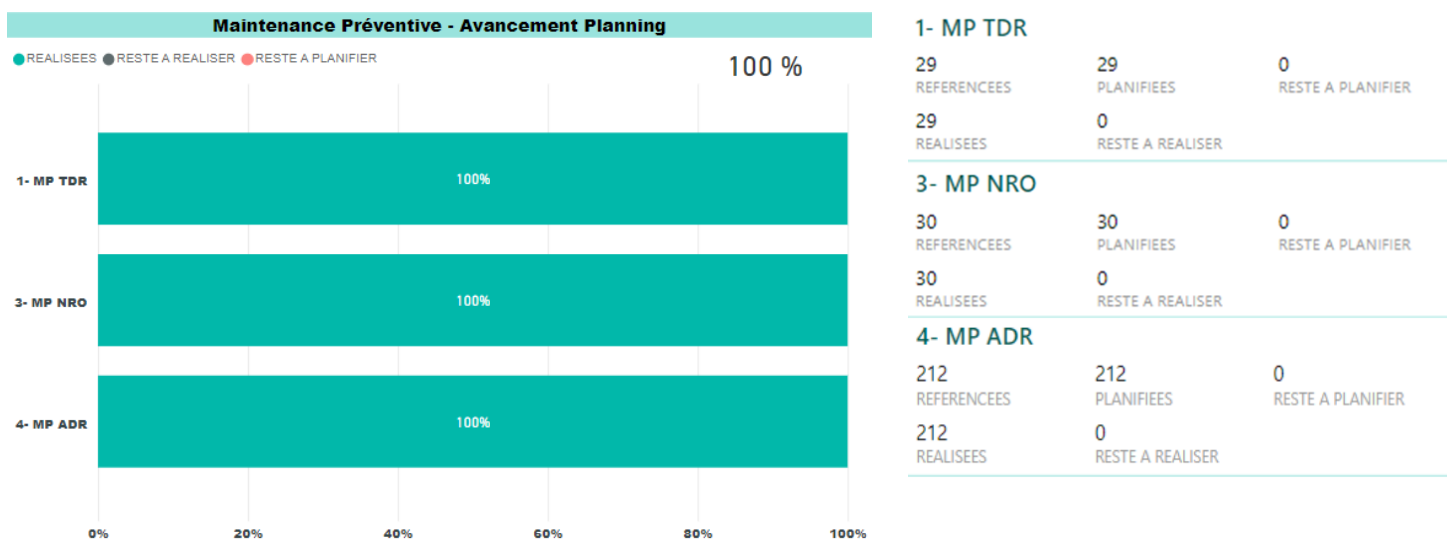 Maintenance Préventive - Avancement Planning
REALISEES RESTE A REALISER RESTE A PLANIFIER
100 %
1- MP TDR
100%
3- MP NRO
100%
4- MP ADR
100%
0% 20% 40% 60% 80% 100%
1- MP TDR
29 29 0
REFERENCEES PLANIFIEES RESTE A PLANIFIER
29 0
REALISEES RESTE A REALISER
3- MP NRO
30 30 0
REFERENCEES PLANIFIEES RESTE A PLANIFIER
30 0
REALISEES RESTE A REALISER
4- MP ADR
212 212 0
REFERENCEES PLANIFIEES RESTE A PLANIFIER
212 0
REALISEES RESTE A REALISER